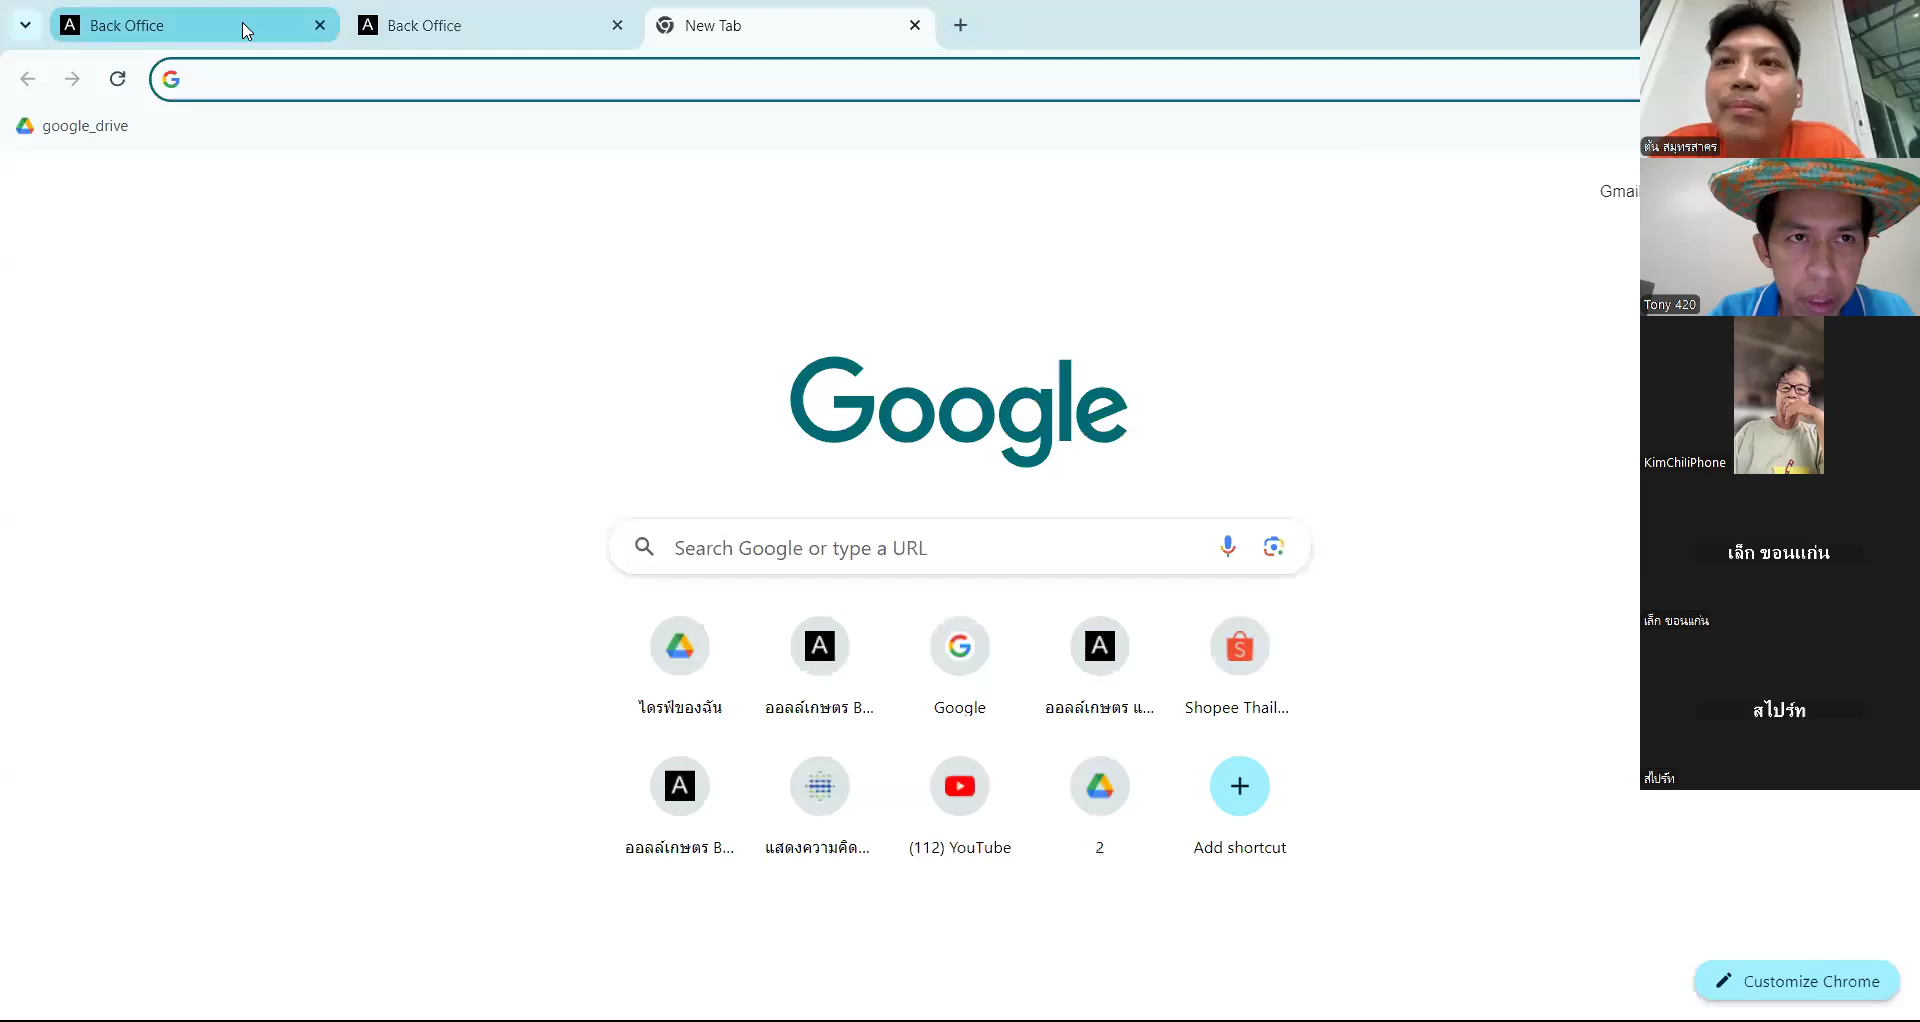 Back Office
Back Office
New Tab
google_drive
Gmail
Google
Search Google or type a URL
ไดรฟ์ของฉัน
ออลล์เกษตร B...
Google
ออลล์เกษตร แ...
Shopee Thail...
ออลล์เกษตร B...
แสดงความคิด...
(112) YouTube
2
Add shortcut
Customize Chrome
ต้น สมุทรสาคร
Tony 420
KimChiliPhone
เล็ก ขอนแก่น
เล็ก ขอนแก่น
สไปร์ท
สไปร์ท